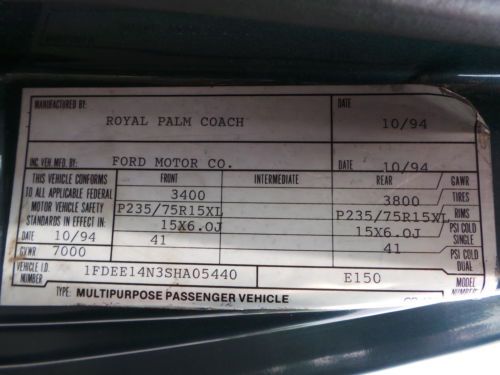 MANUFACTURED BY: DATE
ROYAL PALM COACH 10/94
INC. VEH. MFD. BY: FORD MOTOR CO. DATE 10/94
THIS VEHICLE CONFORMS FRONT INTERMEDIATE REAR GAWR
TO ALL APPLICABLE FEDERAL 3400 3800 TIRES
MOTOR VEHICLE SAFETY P235/75R15XL P235/75R15XL RIMS
STANDARDS IN EFFECT IN: 15X6.0J 15X6.0J PSI COLD SINGLE
DATE 10/94 41 41 PSI COLD DUAL
GVWR 7000
VEHICLE I.D. NUMBER 1FDEE14N3SHA05440 E150 MODEL NUMBER
TYPE: MULTIPURPOSE PASSENGER VEHICLE